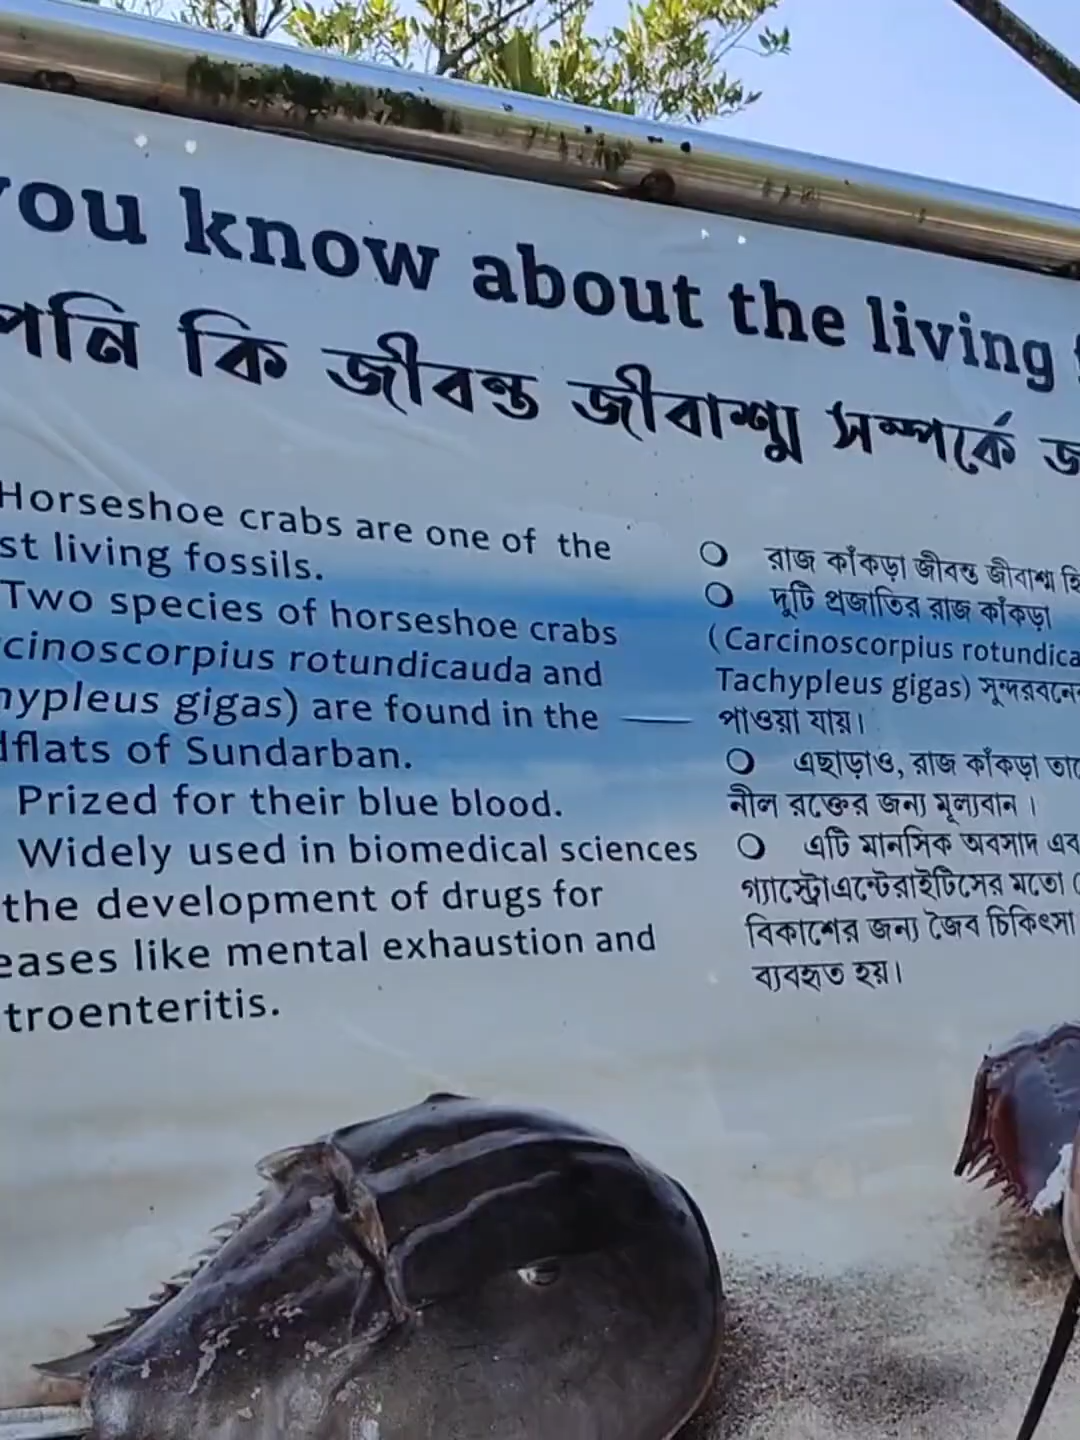 you know about the living
পনি কি জীবন্ত জীবাশ্ম সম্পর্কে
Horseshoe crabs are one of the
st living fossils.
Two species of horseshoe crabs
cinoscorpius rotundicauda and
hypleus gigas) are found in the
dflats of Sundarban.
Prized for their blue blood.
Widely used in biomedical sciences
the development of drugs for
eases like mental exhaustion and
troenteritis.
রাজ কাঁকড়া জীবন্ত জীবাশ্ম
দুটি প্রজাতির রাজ কাঁকড়া
(Carcinoscorpius rotundica
Tachypleus gigas) সুন্দরবনের
পাওয়া যায়।
এছাড়াও, রাজ কাঁকড়া তাদে
নীল রক্তের জন্য মূল্যবান ।
এটি মানসিক অবসাদ এব
গ্যাস্ট্রোএন্টেরাইটিসের মতো
বিকাশের জন্য জৈব চিকিৎসা
ব্যবহৃত হয়।